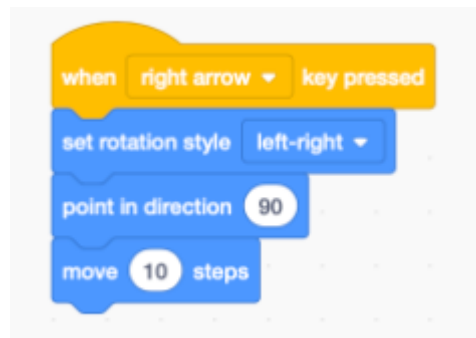 when right arrow key pressed
set rotation style left-right
point in direction 90
move 10 steps